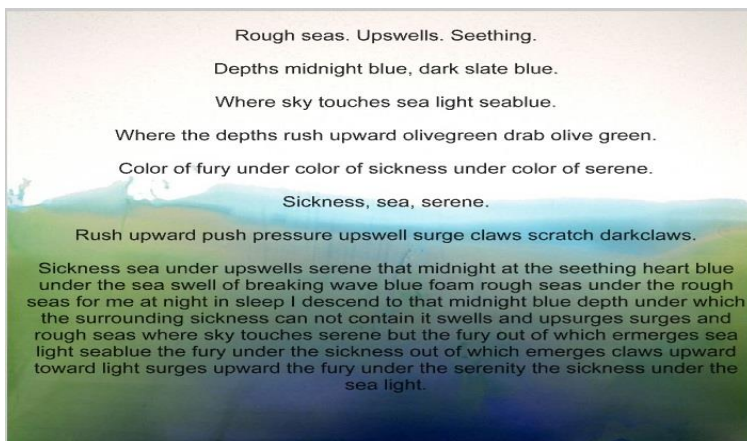 Rough seas. Upswells. Seething.
Depths midnight blue, dark slate blue.
Where sky touches sea light seablue.
Where the depths rush upward olivegreen drab olive green.
Color of fury under color of sickness under color of serene.
Sickness, sea, serene.
Rush upward push pressure upswell surge claws scratch darkclaws.
Sickness sea under upswells serene that midnight at the seething heart blue
under the sea swell of breaking wave blue foam rough seas under the rough
seas for me at night in sleep I descend to that midnight blue depth under which
the surrounding sickness can not contain it swells and upsurges surges and
rough seas where sky touches serene but the fury out of which ermerges sea
light seablue the fury under the sickness out of which emerges claws upward
toward light surges upward the fury under the serenity the sickness under the
sea light.